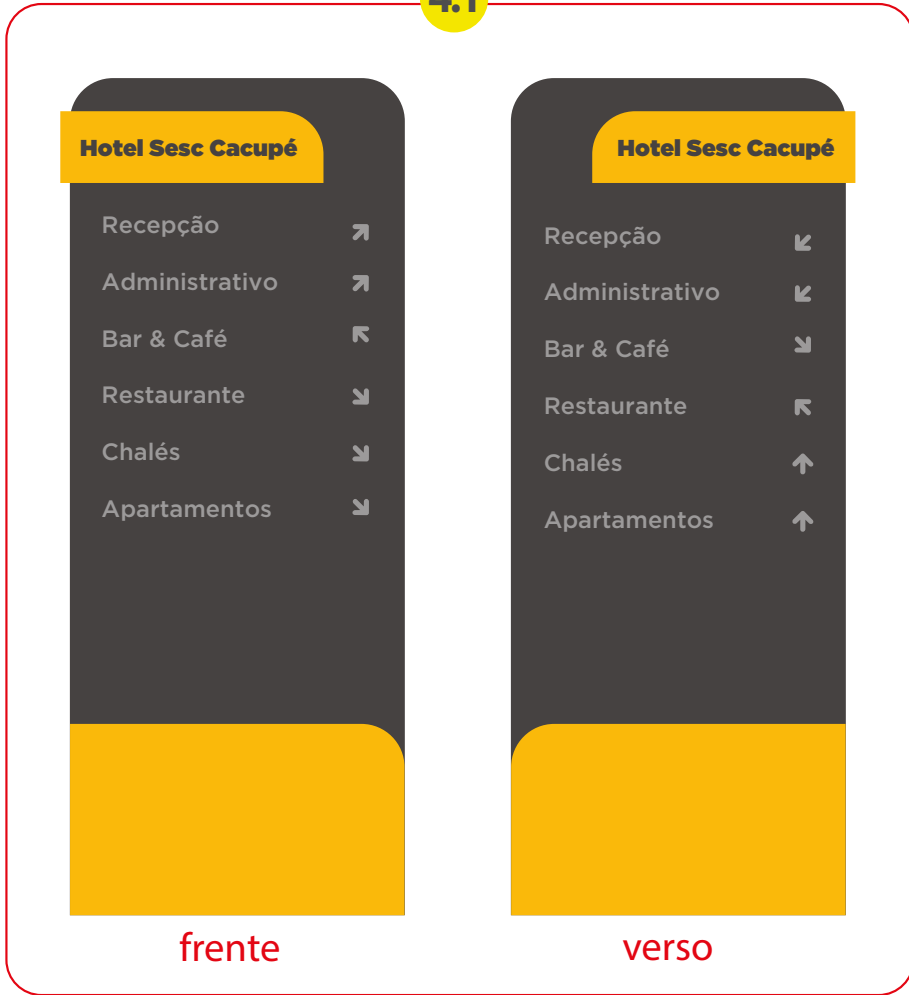 4.1
Hotel Sesc Cacupé
Recepção
Administrativo
Bar & Café
Restaurante
Chalés
Apartamentos
frente
Hotel Sesc Cacupé
Recepção
Administrativo
Bar & Café
Restaurante
Chalés
Apartamentos
verso